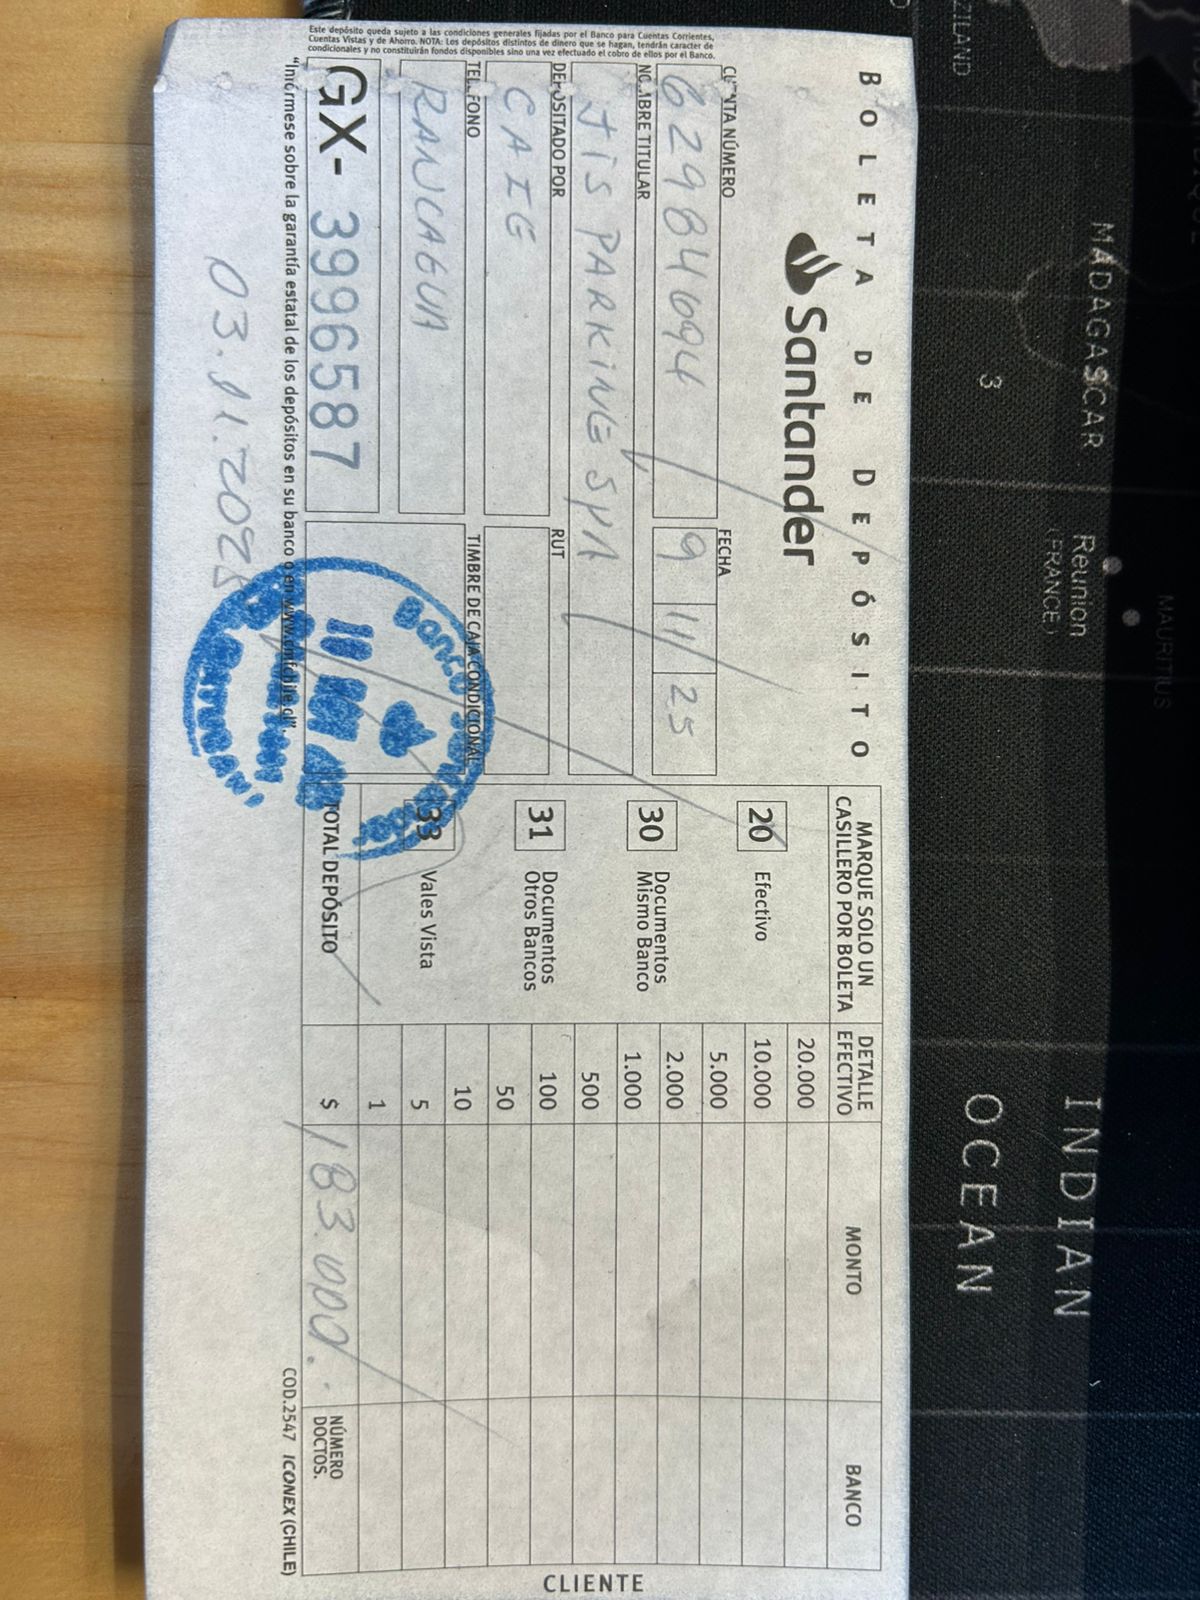 BOLETA DE DEPÓSITO
Santander
CUENTA NÚMERO
FECHA
9 11 25
NOMBRE TITULAR
JIS PARKING SPA
DEPOSITADO POR
RUT
CAIG
TELÉFONO
TIMBRE DE CAJA CONDICIONAL
RANCAGUA
GX- 3996587
Este depósito queda sujeto a las condiciones generales fijadas por el Banco para Cuentas Corrientes,
Cuentas Vistas y de Ahorro. NOTA: Los depósitos distintos de dinero que se hagan, tendrán caracter de
condicionales y no constituirán fondos disponibles sino una vez efectuado el cobro de ellos por el Banco.
"Infórmese sobre la garantía estatal de los depósitos en su banco o en www.cmfchile.cl".
03.11.2025
Banco
MARQUE SOLO UN
CASILLERO POR BOLETA
20 Efectivo
30 Documentos
Mismo Banco
31 Documentos
Otros Bancos
33 Vales Vista
TOTAL DEPÓSITO
DETALLE
EFECTIVO
MONTO
BANCO
20.000
10.000
5.000
2.000
1.000
500
100
50
10
5
1
$ 183.000.
NÚMERO
DOCTOS.
COD.2547 ICONEX (CHILE)
CLIENTE
ZILAND
MADAGASCAR
3
Reunion
(FRANCE)
MAURITIUS
INDIAN
OCEAN